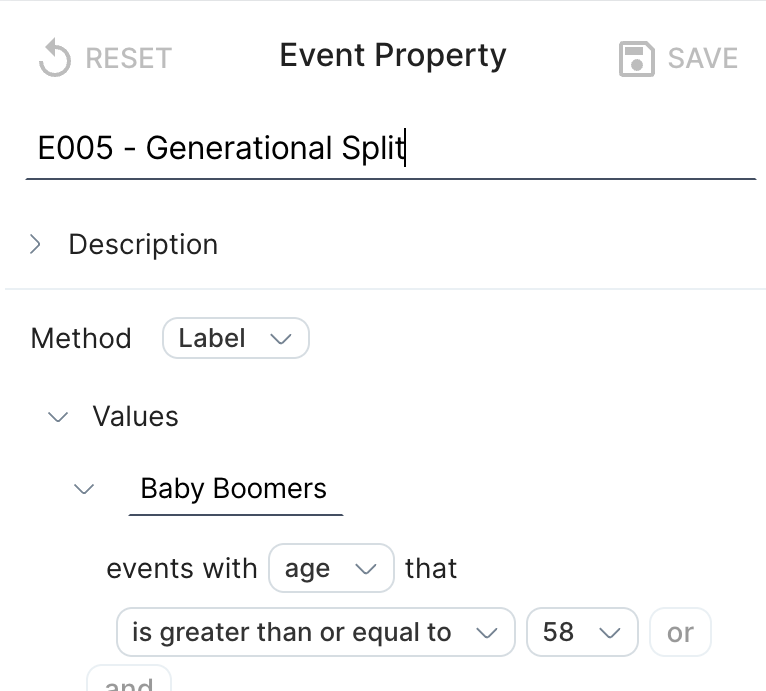 RESET Event Property SAVE
E005 - Generational Split
Description
Method Label
Values
Baby Boomers
events with age that
is greater than or equal to 58 or
and